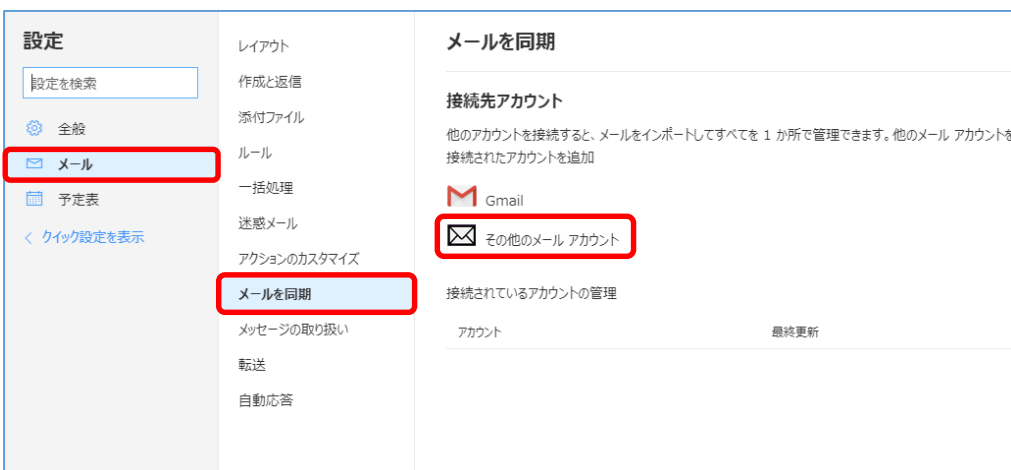 設定
設定を検索
全般
メール
予定表
クイック設定を表示
レイアウト
作成と返信
添付ファイル
ルール
一括処理
迷惑メール
アクションのカスタマイズ
メールを同期
メッセージの取り扱い
転送
自動応答
メールを同期
接続先アカウント
他のアカウントを接続すると、メールをインポートしてすべてを 1 か所で管理できます。他のメール アカウントを
接続されたアカウントを追加
Gmail
その他のメール アカウント
接続されているアカウントの管理
アカウント 最終更新